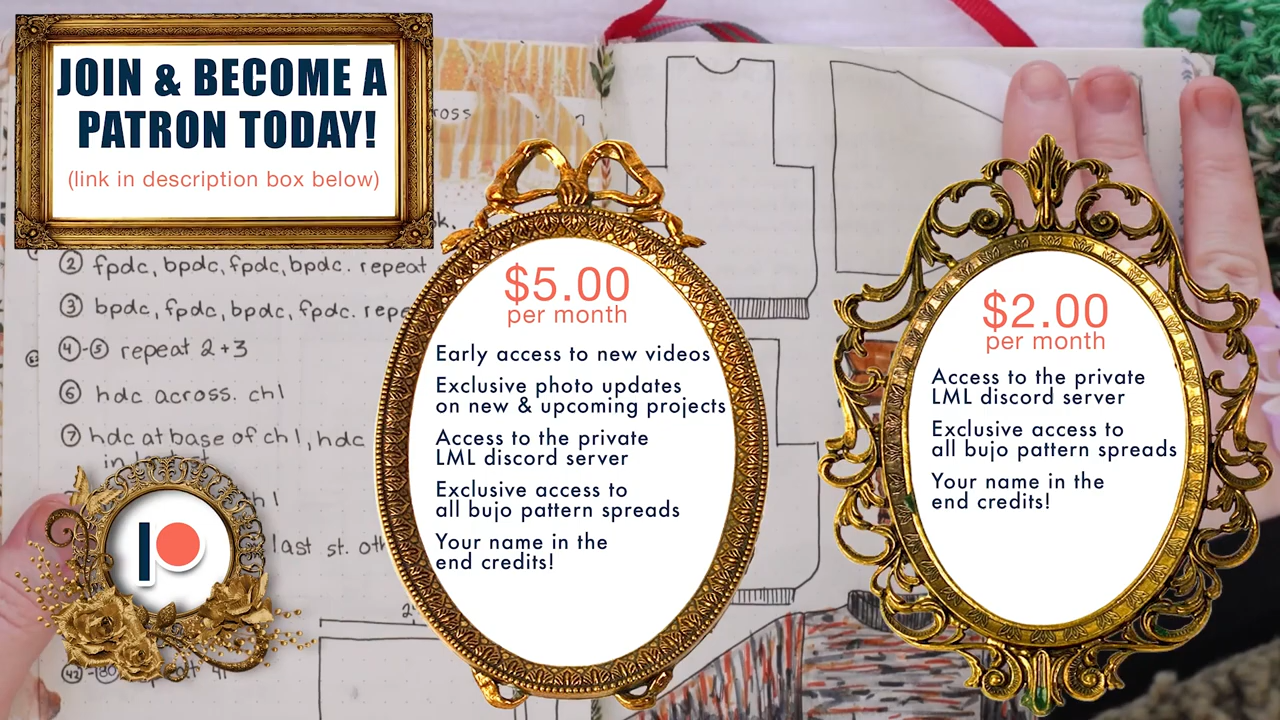 JOIN & BECOME A
PATRON TODAY!
(link in description box below)
② fpdc, bpdc, fpdc, bpdc. repeat
③ bpdc, fpdc, bpdc, fpdc. repe
④-⑤ repeat 2+3
⑥ hdc across. ch1
⑦ hdc at base of ch1, hdc
last st.
$5.00
per month
Early access to new videos
Exclusive photo updates
on new & upcoming projects
Access to the private
LML discord server
Exclusive access to
all bujo pattern spreads
Your name in the
end credits!
$2.00
per month
Access to the private
LML discord server
Exclusive access to
all bujo pattern spreads
Your name in the
end credits!